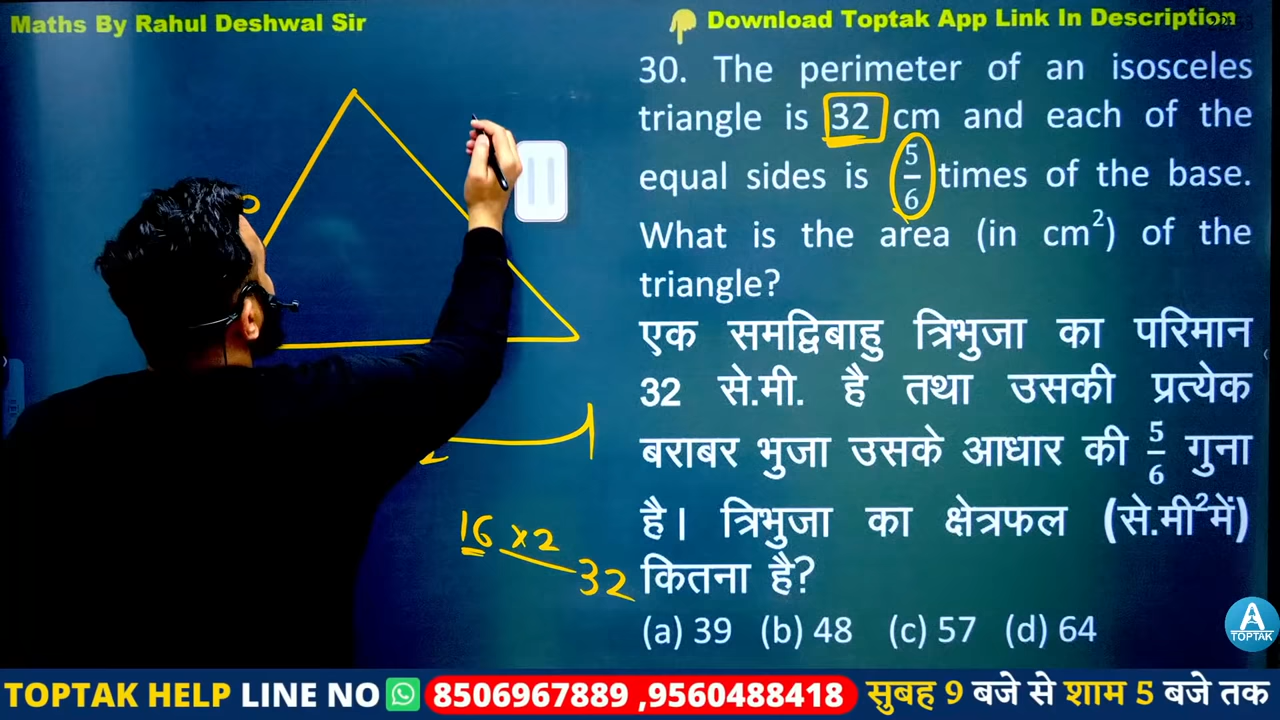 Maths By Rahul Deshwal Sir
Download Toptak App Link In Description
30. The perimeter of an isosceles
triangle is 32 cm and each of the
equal sides is 5/6 times of the base.
What is the area (in cm²) of the
triangle?
एक समद्विबाहु त्रिभुजा का परिमान
32 से.मी. है तथा उसकी प्रत्येक
बराबर भुजा उसके आधार की 5/6 गुना
है। त्रिभुजा का क्षेत्रफल (से.मी²में)
कितना है?
(a) 39 (b) 48 (c) 57 (d) 64
16 ×2
32
A
TOPTAK
TOPTAK HELP LINE NO 8506967889 ,9560488418 सुबह 9 बजे से शाम 5 बजे तक